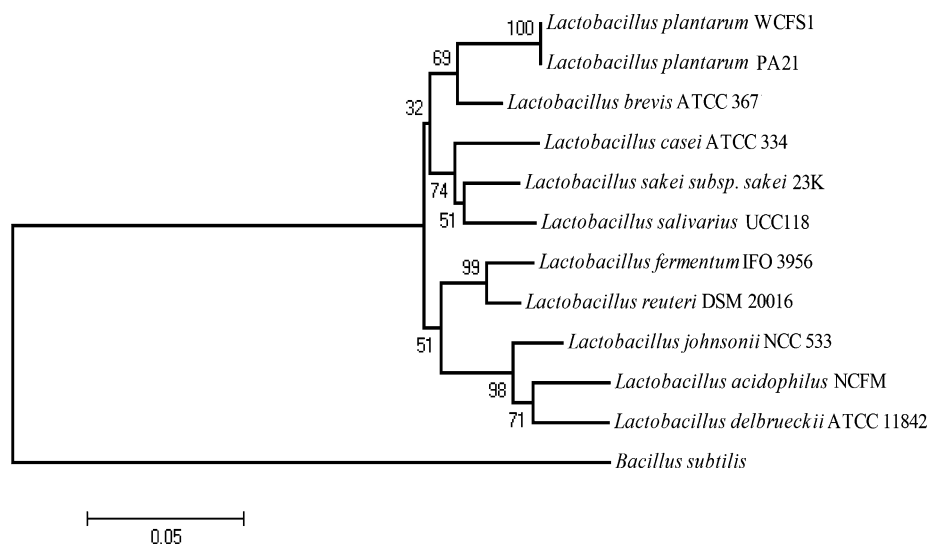 100 Lactobacillus plantarum WCFS1
Lactobacillus plantarum PA21
69
Lactobacillus brevis ATCC 367
32
Lactobacillus casei ATCC 334
74
Lactobacillus sakei subsp. sakei 23K
51
Lactobacillus salivarius UCC118
99 Lactobacillus fermentum IFO 3956
Lactobacillus reuteri DSM 20016
51
Lactobacillus johnsonii NCC 533
98
Lactobacillus acidophilus NCFM
71
Lactobacillus delbrueckii ATCC 11842
Bacillus subtilis
0.05